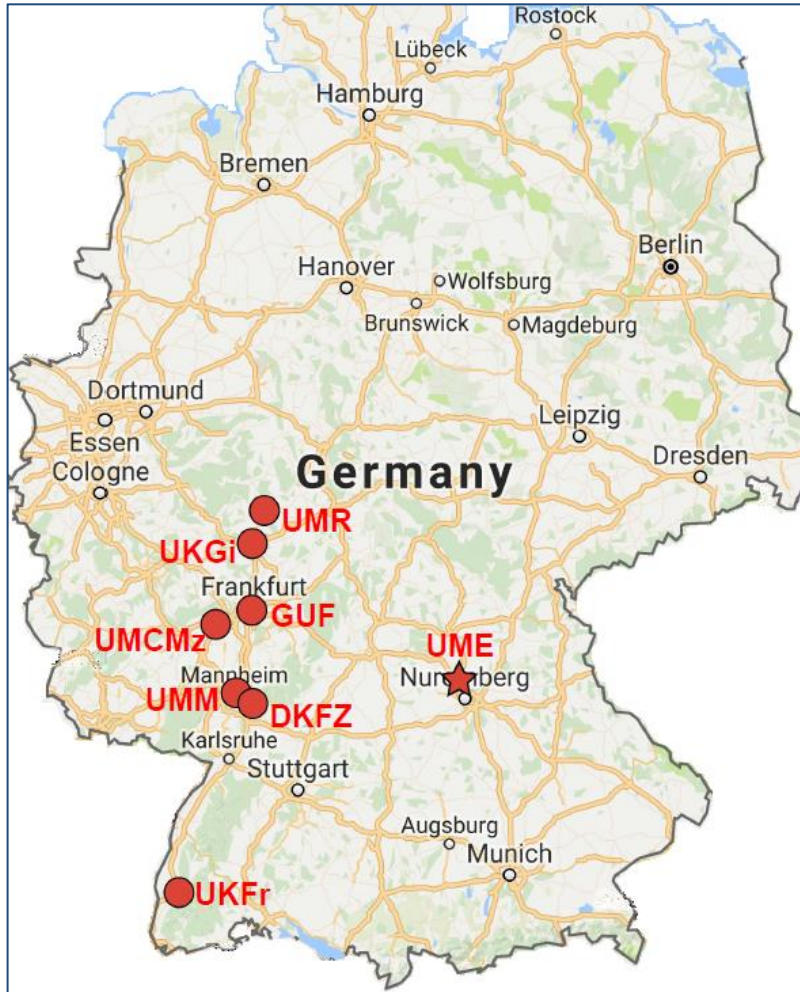 Rostock
Lübeck
Hamburg
Bremen
Berlin
Hanover
Wolfsburg
Brunswick
Magdeburg
Dortmund
Essen
Leipzig
Cologne
Germany
Dresden
UMR
UKGi
Frankfurt
GUF
UMCMz
UME
Mannheim
Nuremberg
UMM
DKFZ
Karlsruhe
Stuttgart
Augsburg
Munich
UKFr